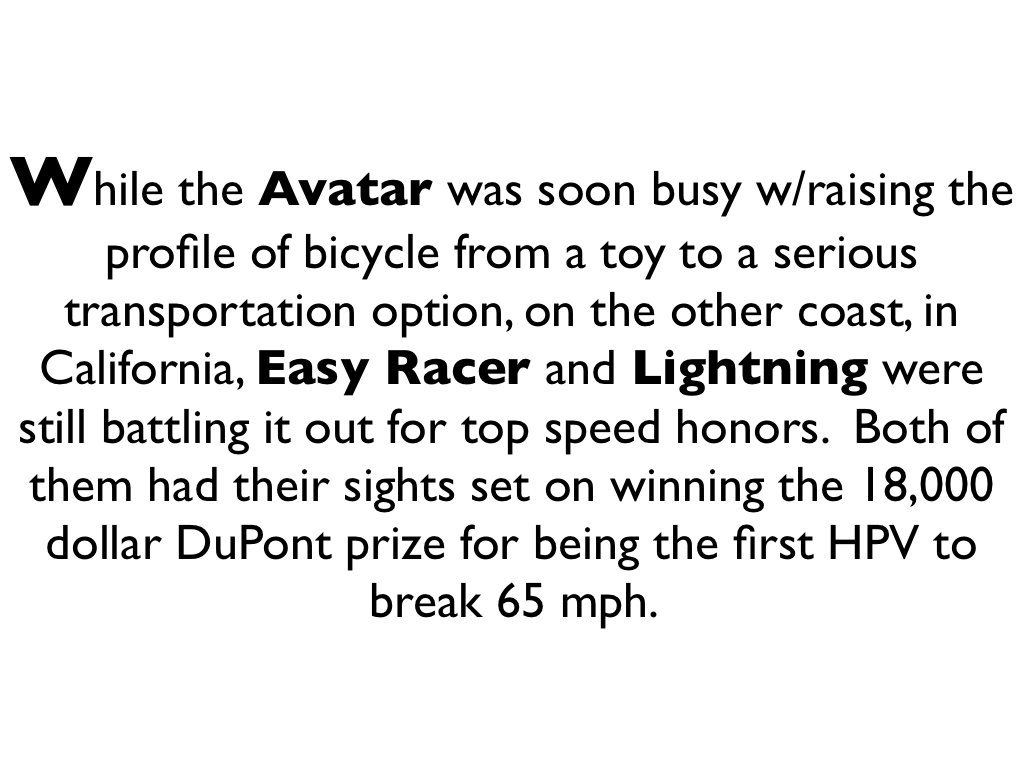 While the Avatar was soon busy w/raising the
profile of bicycle from a toy to a serious
transportation option, on the other coast, in
California, Easy Racer and Lightning were
still battling it out for top speed honors.  Both of
them had their sights set on winning the 18,000
dollar DuPont prize for being the first HPV to
break 65 mph.